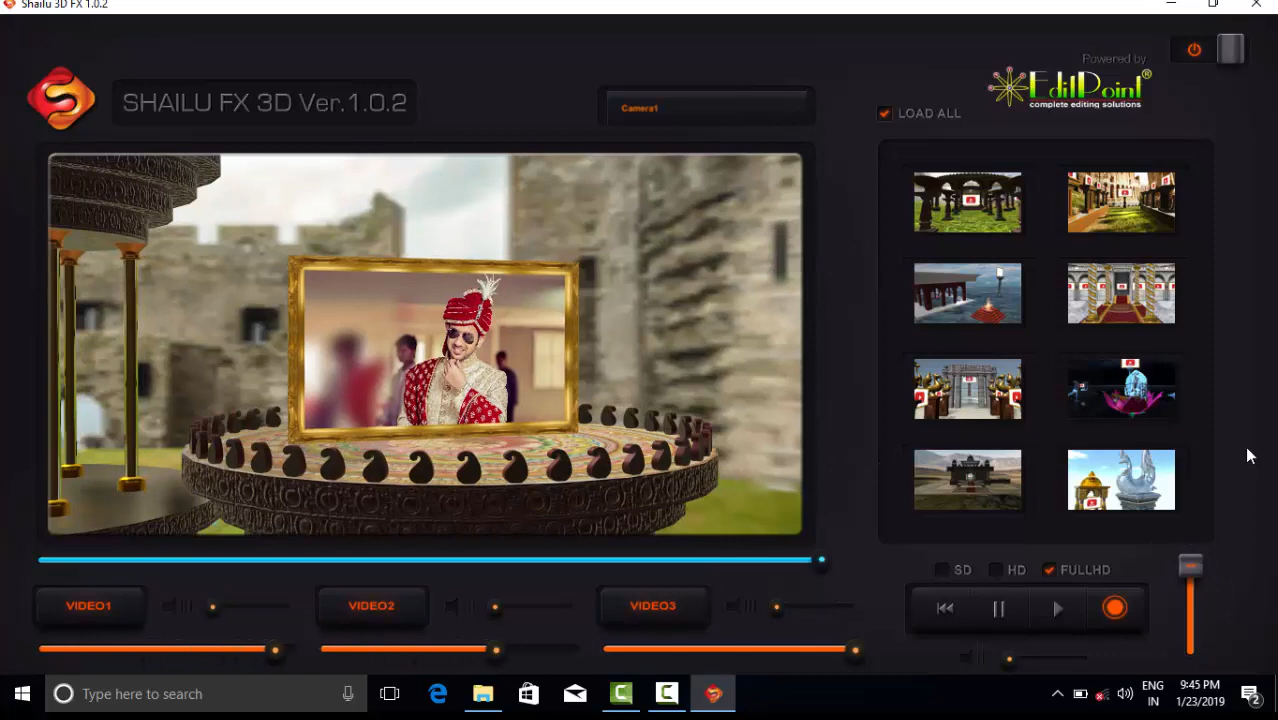 Shailu 3D FX 1.0.2
Powered by
EditPoint®
complete editing solutions
SHAILU FX 3D Ver.1.0.2
Camera1
LOAD ALL
SD
HD
FULLHD
VIDEO1
VIDEO2
VIDEO3
Type here to search
ENG
IN
9:45 PM
1/23/2019
2